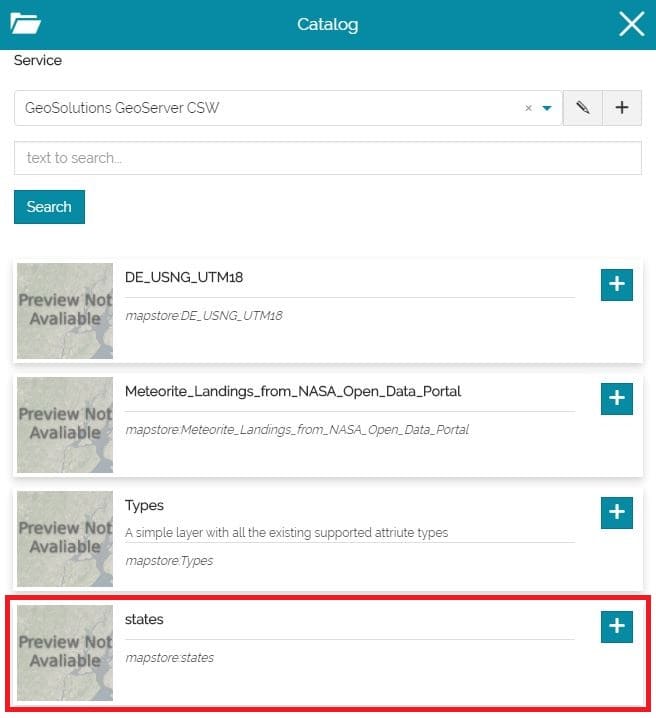 Catalog
Service
GeoSolutions GeoServer CSW
text to search...
Search
Preview Not
Avaliable
DE_USNG_UTM18
mapstore:DE_USNG_UTM18
Preview Not
Avaliable
Meteorite_Landings_from_NASA_Open_Data_Portal
mapstore:Meteorite_Landings_from_NASA_Open_Data_Portal
Preview Not
Avaliable
Types
A simple layer with all the existing supported attriute types
mapstore:Types
Preview Not
Avaliable
states
mapstore:states